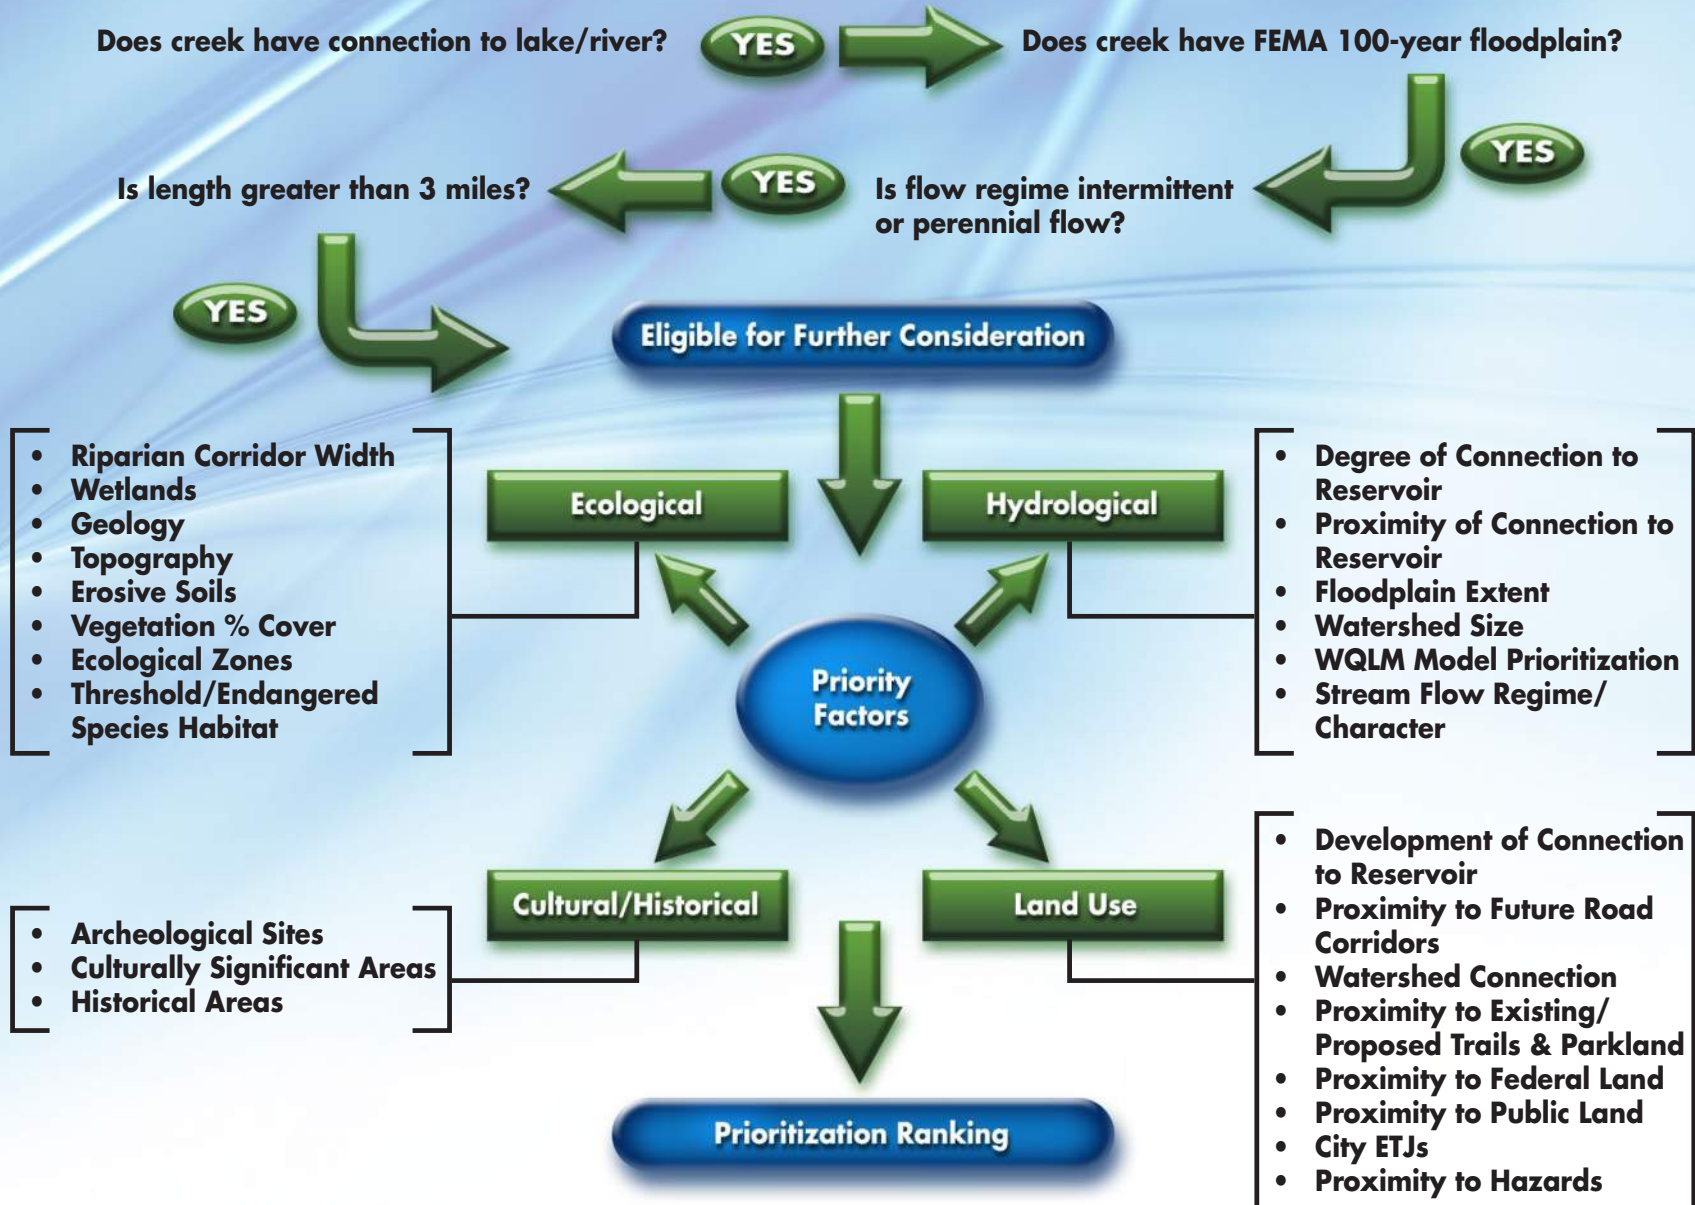 Does creek have connection to lake/river?
YES
Does creek have FEMA 100-year floodplain?
YES
Is flow regime intermittent
or perennial flow?
YES
Is length greater than 3 miles?
YES
Eligible for Further Consideration
• Riparian Corridor Width
• Wetlands
• Geology
• Topography
• Erosive Soils
• Vegetation % Cover
• Ecological Zones
• Threshold/Endangered
Species Habitat
Ecological
Hydrological
• Degree of Connection to
Reservoir
• Proximity of Connection to
Reservoir
• Floodplain Extent
• Watershed Size
• WQLM Model Prioritization
• Stream Flow Regime/
Character
Priority
Factors
• Archeological Sites
• Culturally Significant Areas
• Historical Areas
Cultural/Historical
Land Use
• Development of Connection
to Reservoir
• Proximity to Future Road
Corridors
• Watershed Connection
• Proximity to Existing/
Proposed Trails & Parkland
• Proximity to Federal Land
• Proximity to Public Land
• City ETJs
• Proximity to Hazards
Prioritization Ranking